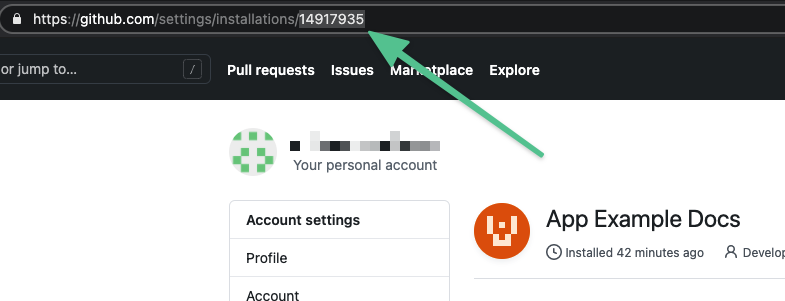 https://github.com/settings/installations/14917935
or jump to... /
Pull requests Issues Marketplace Explore
Your personal account
Account settings
Profile
Account
App Example Docs
Installed 42 minutes ago Develop